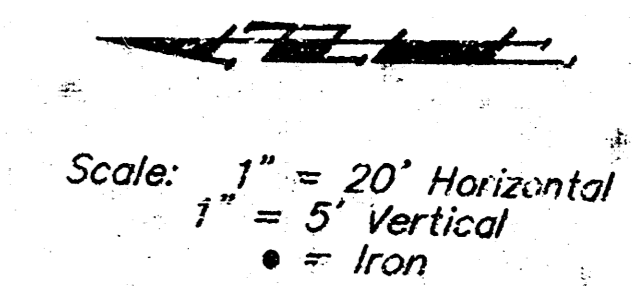 Scale: 1" = 20' Horizontal
1" = 5' Vertical
● = Iron